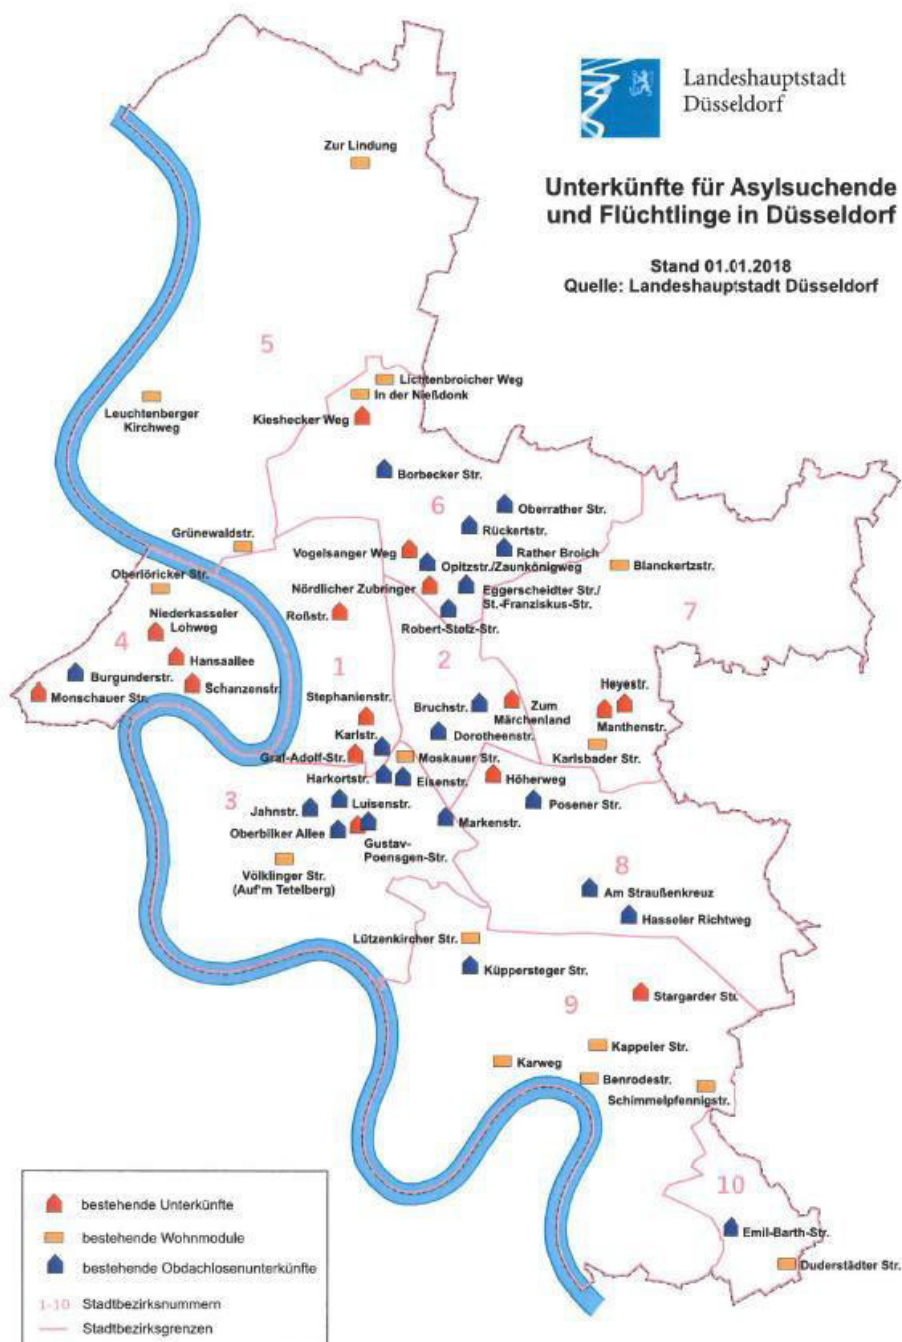 Landeshauptstadt
Düsseldorf
Unterkünfte für Asylsuchende
und Flüchtlinge in Düsseldorf
Stand 01.01.2018
Quelle: Landeshauptstadt Düsseldorf
Zur Lindung
5
Lichtenbroicher Weg
In der Nießdonk
Leuchtenberger
Kirchweg
Kieshecker Weg
Borbecker Str.
6
Oberrather Str.
Rückertstr.
Grünewaldstr.
Vogelsanger Weg
Rather Broich
Opitzstr./Zaunkönigweg
Blanckertzstr.
Oberlöricker Str.
Nördlicher Zubringer
Eggerscheidter Str./
St.-Franziskus-Str.
Niederkasseler
Lohweg
Roßstr.
Robert-Stolz-Str.
7
4
Hansaallee
1
2
Burgunderstr.
Schanzenstr.
Monschauer Str.
Stephanienstr.
Bruchstr.
Zum
Märchenland
Heyestr.
Manthenstr.
Karlstr.
Dorotheenstr.
Graf-Adolf-Str.
Moskauer Str.
Karlsbader Str.
Harkortstr.
Eisenstr.
Höherweg
3
Jahnstr.
Luisenstr.
Posener Str.
Oberbilker Allee
Markenstr.
Gustav-
Poensgen-Str.
Völklinger Str.
(Auf'm Tetelberg)
8
Am Straußenkreuz
Hasseler Richtweg
Lützenkircher Str.
Küppersteger Str.
Stargarder Str.
9
Kappeler Str.
Karweg
Benrodestr.
Schimmelpfennigstr.
10
Emil-Barth-Str.
Duderstädter Str.
bestehende Unterkünfte
bestehende Wohnmodule
bestehende Obdachlosenunterkünfte
1-10 Stadtbezirksnummern
Stadtbezirksgrenzen